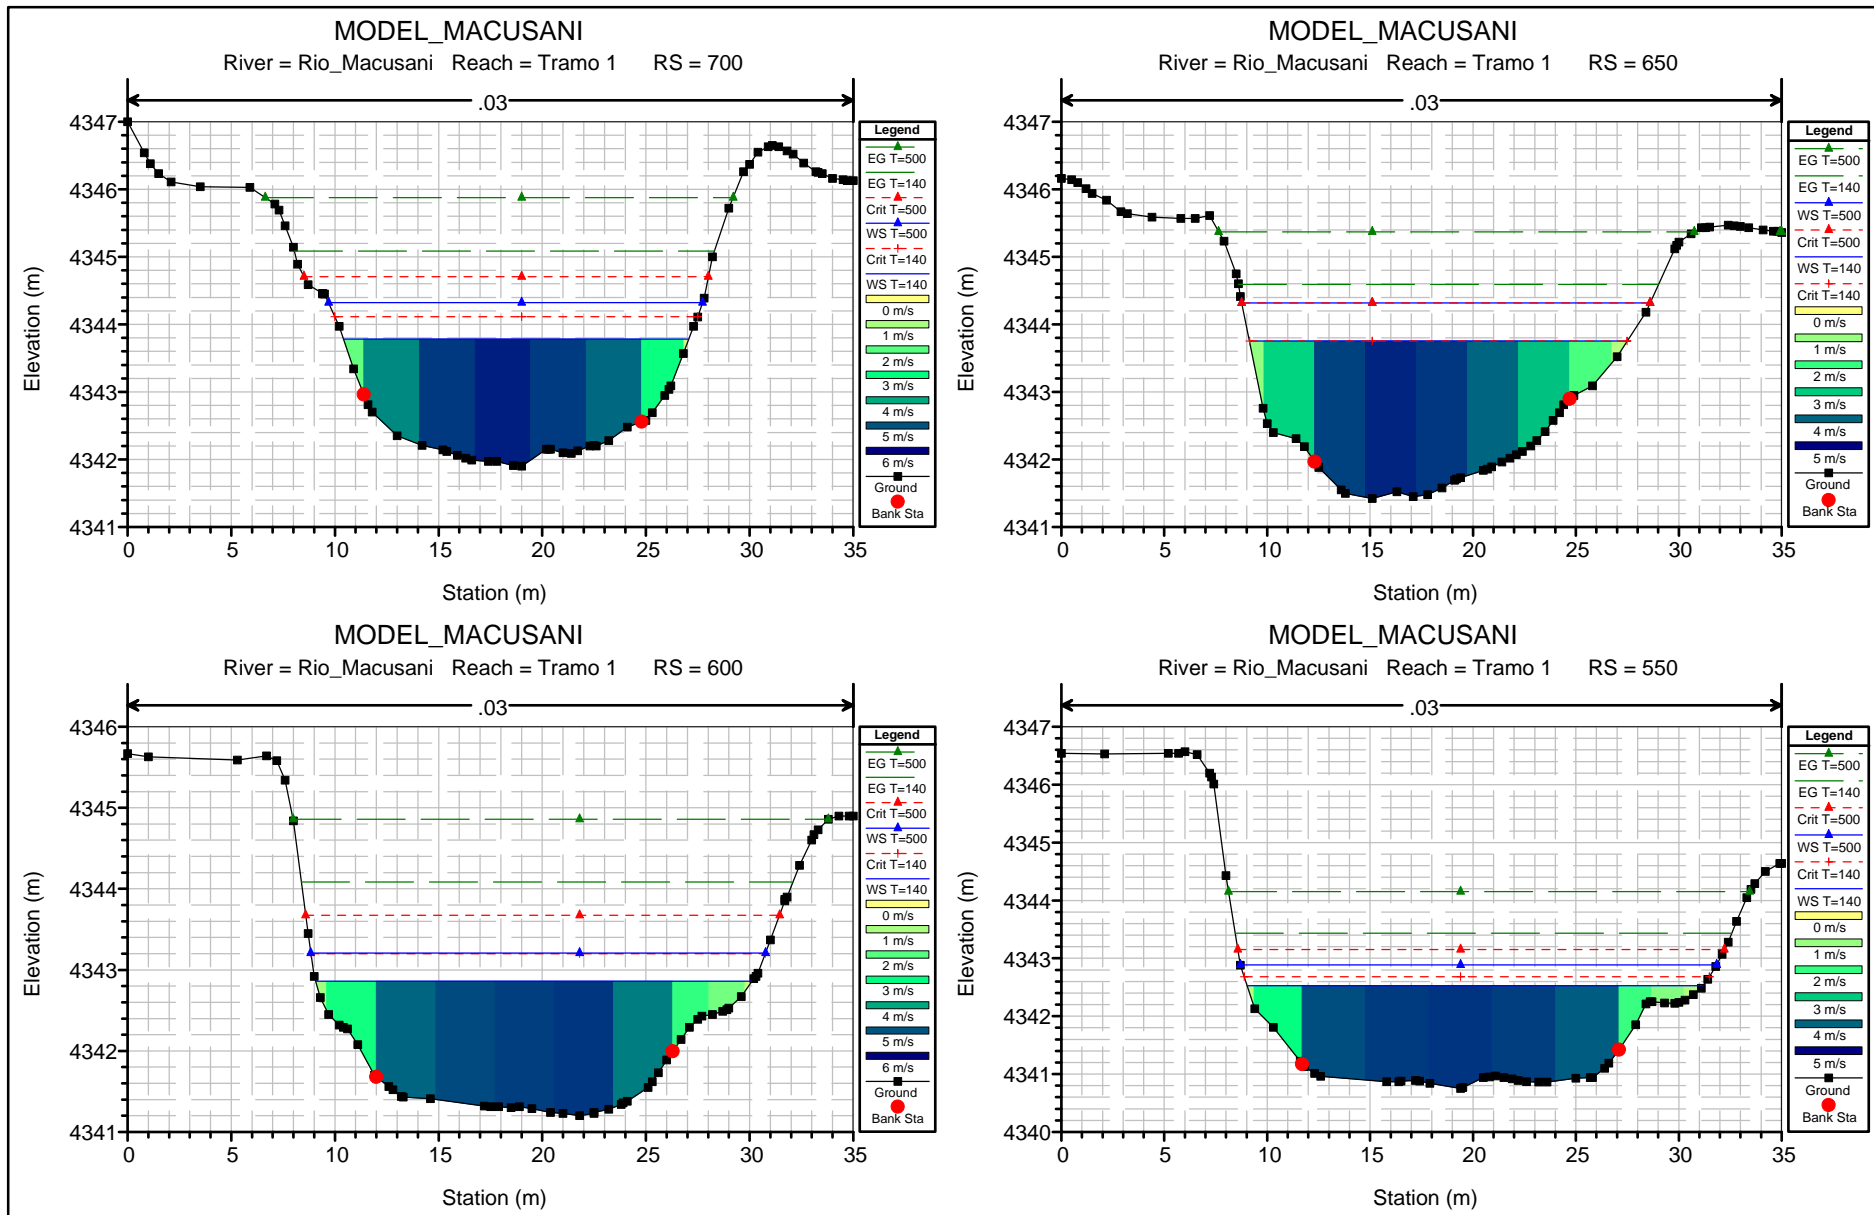 MODEL_MACUSANI
River = Rio_Macusani Reach = Tramo 1 RS = 700
.03
4347
4346
4345
4344
4343
4342
4341
Elevation (m)
0 5 10 15 20 25 30 35
Station (m)
Legend
EG T=500
EG T=140
Crit T=500
WS T=500
Crit T=140
WS T=140
0 m/s
1 m/s
2 m/s
3 m/s
4 m/s
5 m/s
6 m/s
Ground
Bank Sta
MODEL_MACUSANI
River = Rio_Macusani Reach = Tramo 1 RS = 650
.03
4347
4346
4345
4344
4343
4342
4341
Elevation (m)
0 5 10 15 20 25 30 35
Station (m)
Legend
EG T=500
EG T=140
WS T=500
Crit T=500
WS T=140
Crit T=140
0 m/s
1 m/s
2 m/s
3 m/s
4 m/s
5 m/s
Ground
Bank Sta
MODEL_MACUSANI
River = Rio_Macusani Reach = Tramo 1 RS = 600
.03
4346
4345
4344
4343
4342
4341
Elevation (m)
0 5 10 15 20 25 30 35
Station (m)
Legend
EG T=500
EG T=140
Crit T=500
WS T=500
Crit T=140
WS T=140
0 m/s
1 m/s
2 m/s
3 m/s
4 m/s
5 m/s
6 m/s
Ground
Bank Sta
MODEL_MACUSANI
River = Rio_Macusani Reach = Tramo 1 RS = 550
.03
4347
4346
4345
4344
4343
4342
4341
4340
Elevation (m)
0 5 10 15 20 25 30 35
Station (m)
Legend
EG T=500
EG T=140
Crit T=500
WS T=500
Crit T=140
WS T=140
0 m/s
1 m/s
2 m/s
3 m/s
4 m/s
5 m/s
Ground
Bank Sta